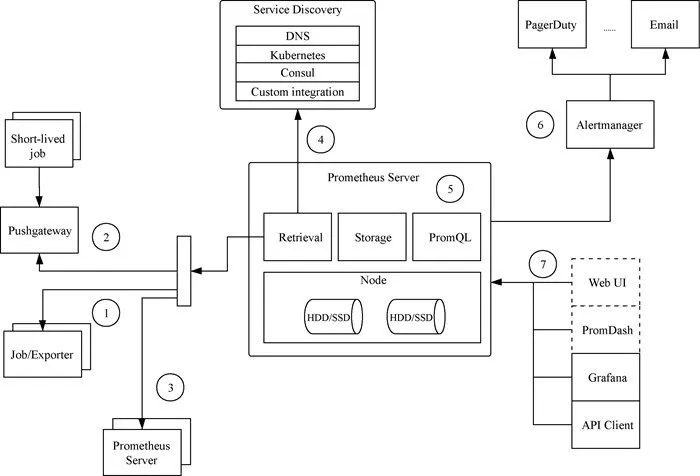 Service Discovery
DNS
Kubernetes
Consul
Custom integration
PagerDuty
......
Email
6
Alertmanager
Short-lived
job
4
Prometheus Server
5
Pushgateway
2
Retrieval
Storage
PromQL
Node
HDD/SSD
HDD/SSD
7
Web UI
PromDash
Grafana
API Client
1
Job/Exporter
3
Prometheus
Server